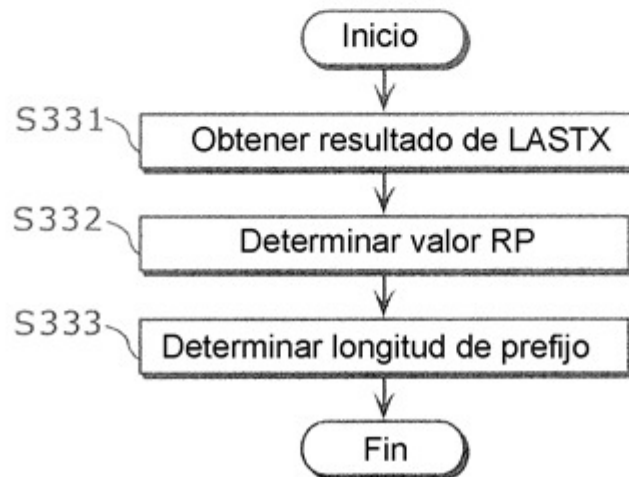 Inicio
S331
Obtener resultado de LASTX
S332
Determinar valor RP
S333
Determinar longitud de prefijo
Fin